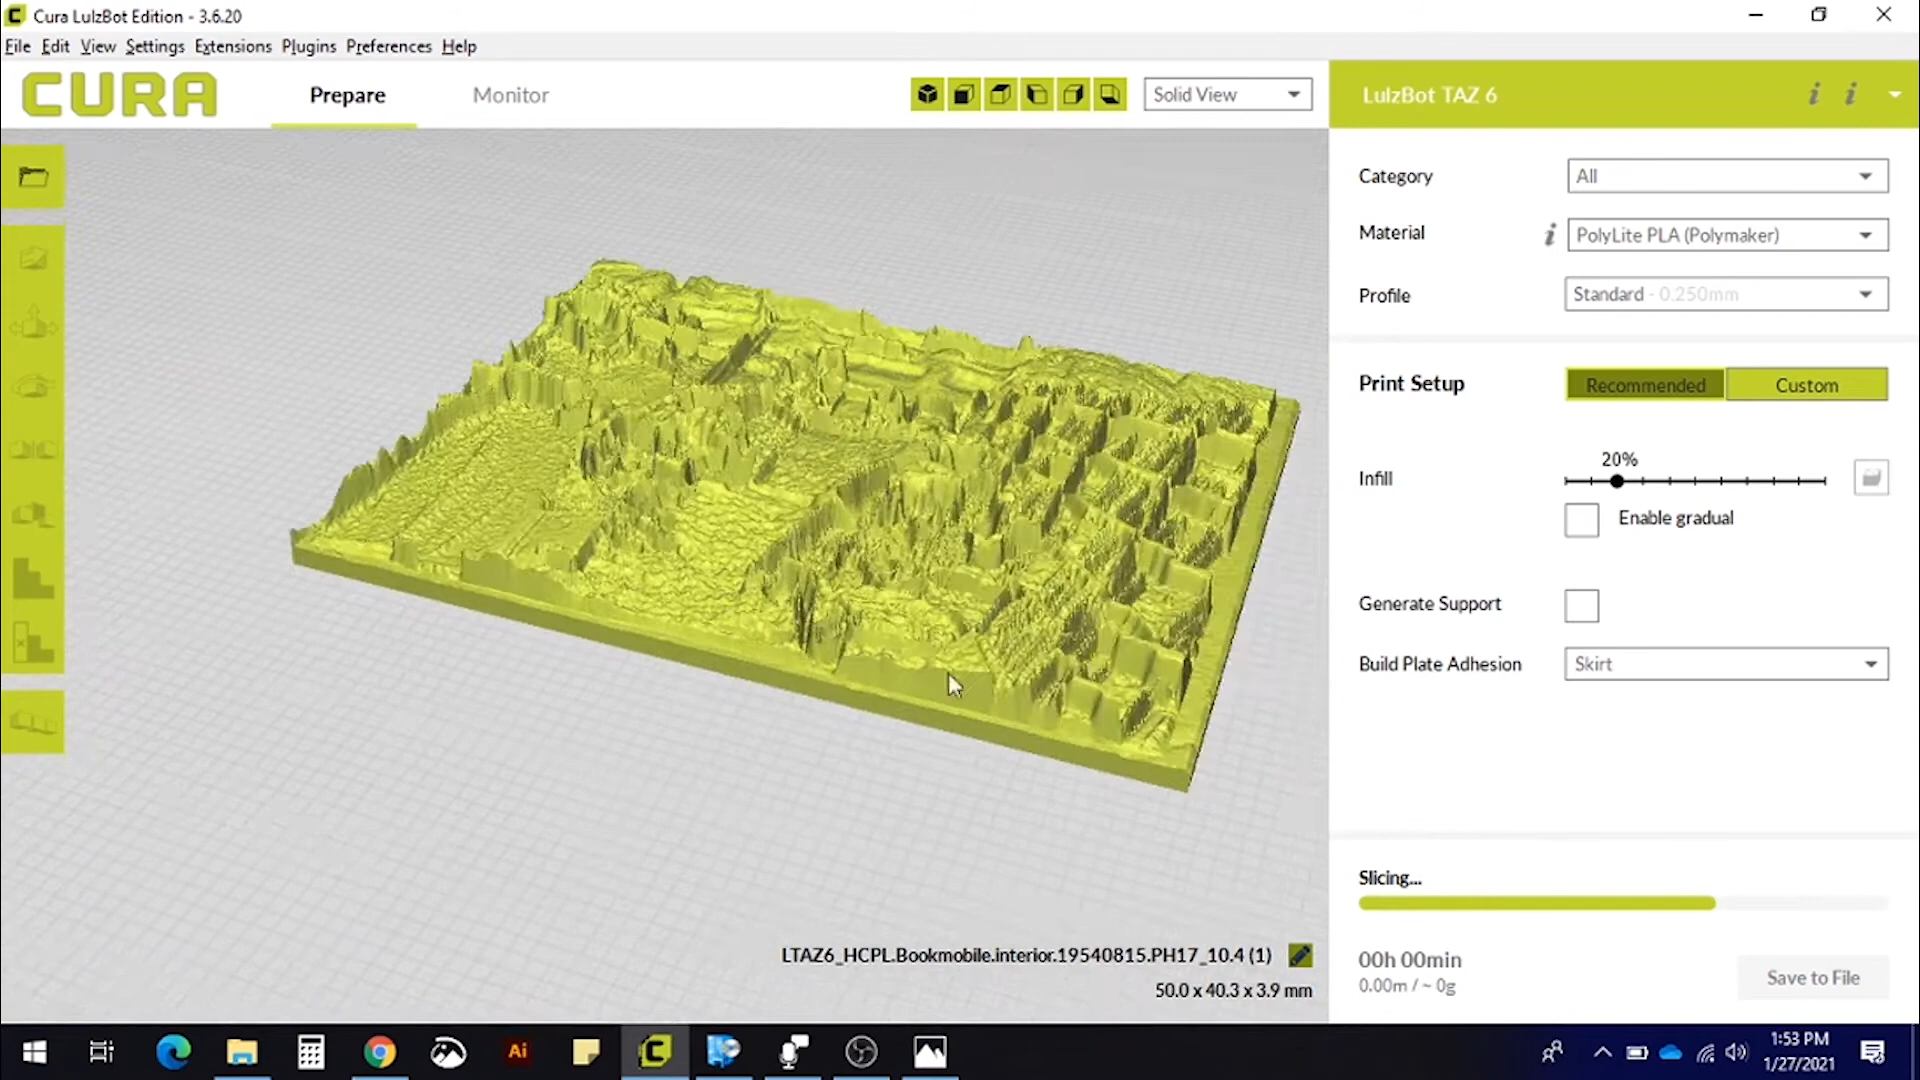 Cura LulzBot Edition - 3.6.20
File Edit View Settings Extensions Plugins Preferences Help
CURA
Prepare
Monitor
Solid View
LulzBot TAZ 6
Category
All
Material
PolyLite PLA (Polymaker)
Profile
Standard - 0.250mm
Print Setup
Recommended
Custom
20%
Infill
Enable gradual
Generate Support
Build Plate Adhesion
Skirt
Slicing...
LTAZ6_HCPL.Bookmobile.interior.19540815.PH17_10.4 (1)
50.0 x 40.3 x 3.9 mm
00h 00min
0.00m / ~ 0g
Save to File
Ai
1:53 PM
1/27/2021